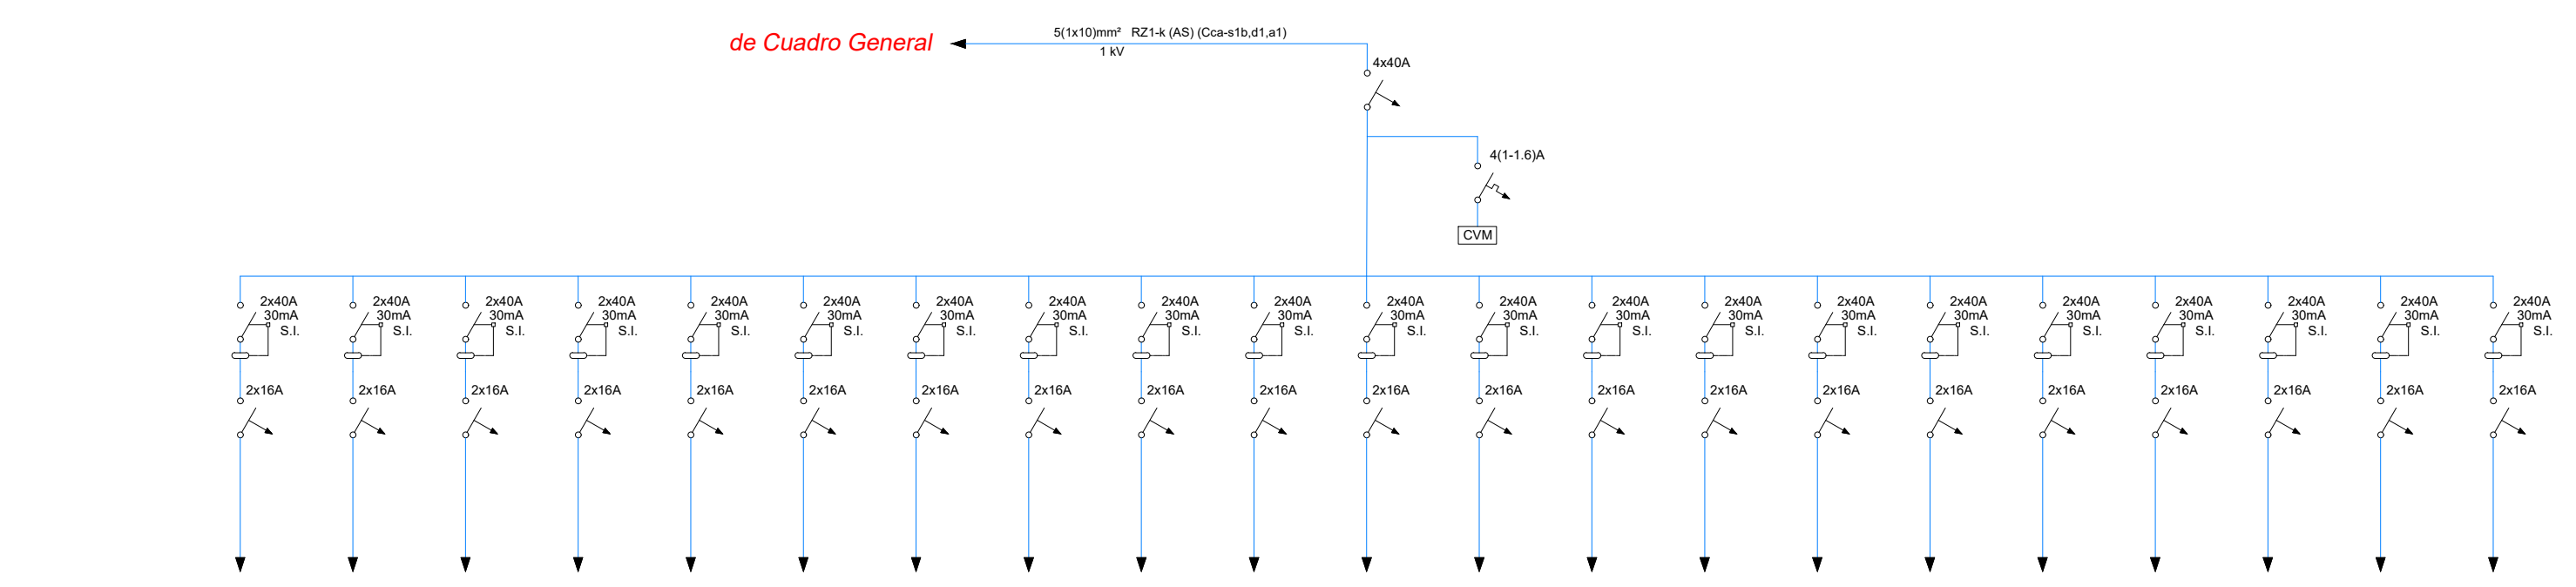 de Cuadro General
5(1x10)mm² RZ1-k (AS) (Cca-s1b,d1,a1)
1 kV
4x40A
4(1-1.6)A
CVM
2x40A 2x40A 2x40A 2x40A 2x40A 2x40A 2x40A 2x40A 2x40A 2x40A 2x40A 2x40A 2x40A 2x40A 2x40A 2x40A 2x40A 2x40A 2x40A 2x40A 2x40A
30mA 30mA 30mA 30mA 30mA 30mA 30mA 30mA 30mA 30mA 30mA 30mA 30mA 30mA 30mA 30mA 30mA 30mA 30mA 30mA 30mA
S.I. S.I. S.I. S.I. S.I. S.I. S.I. S.I. S.I. S.I. S.I. S.I. S.I. S.I. S.I. S.I. S.I. S.I. S.I. S.I. S.I.
2x16A 2x16A 2x16A 2x16A 2x16A 2x16A 2x16A 2x16A 2x16A 2x16A 2x16A 2x16A 2x16A 2x16A 2x16A 2x16A 2x16A 2x16A 2x16A 2x16A 2x16A